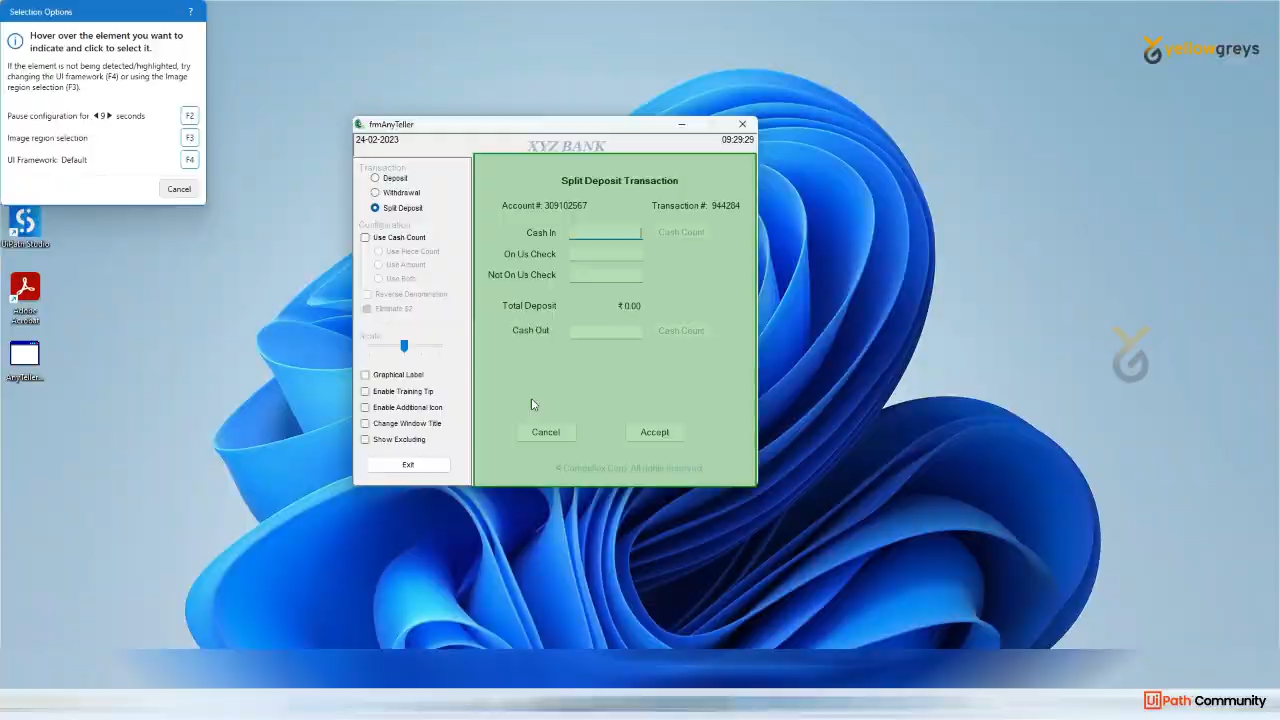 Selection Options ?
Hover over the element you want to
indicate and click to select it.
If the element is not being detected/highlighted, try
changing the UI framework (F4) or using the Image
region selection (F3).
Pause configuration for 9 seconds F2
Image region selection F3
UI Framework: Default F4
Cancel
yellowgreys
UiPath Studio
Adobe
Acrobat
AnyTeller...
frmAnyTeller
24-02-2023 XYZ BANK 09:29:29
Transaction
Deposit
Withdrawal
Split Deposit
Configuration
Use Cash Count
Use Piece Count
Use Amount
Use Both
Reverse Denomination
Eliminate $2
Scale
Graphical Label
Enable Training Tip
Enable Additional Icon
Change Window Title
Show Excluding
Exit
Split Deposit Transaction
Account #: 309102567 Transaction #: 944284
Cash In Cash Count
On Us Check
Not On Us Check
Total Deposit ₹ 0.00
Cash Out Cash Count
Cancel Accept
All rights reserved
UiPath Community